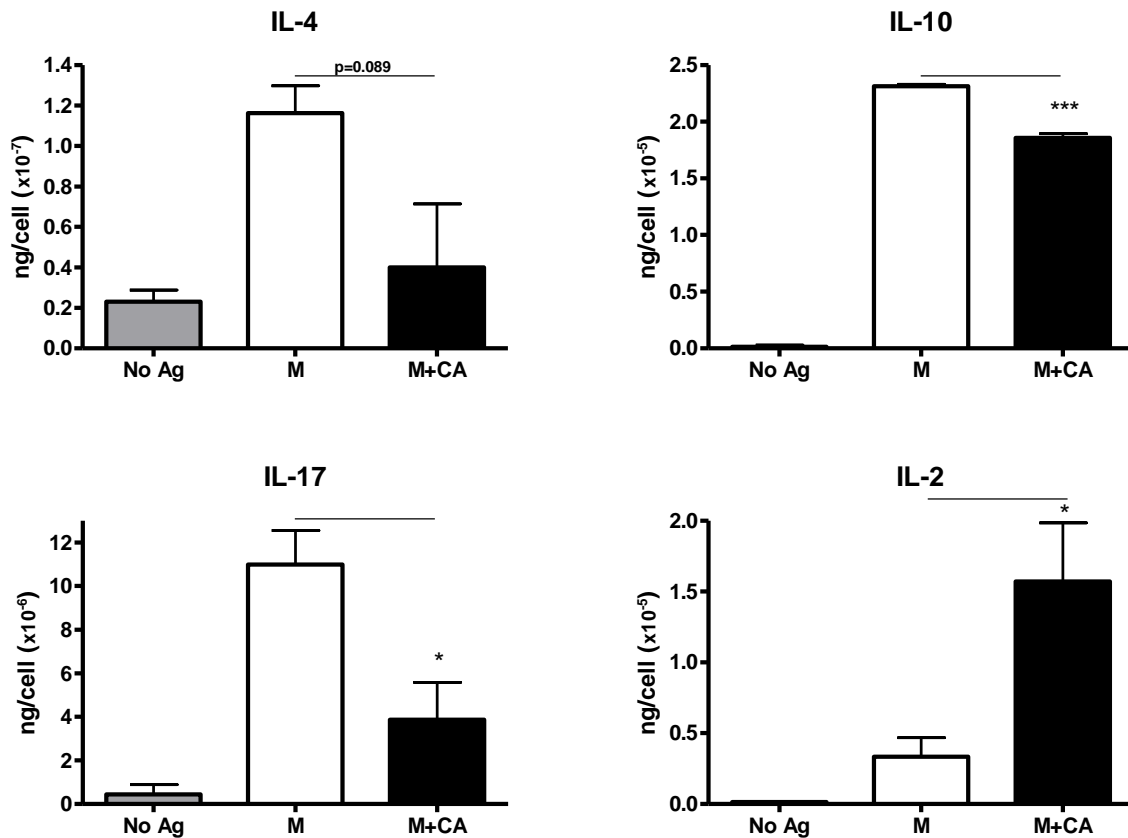 IL-4
p=0.089
1.4
1.2
1.0
0.8
0.6
0.4
0.2
0.0
ng/cell (x10⁻⁷)
No Ag M M+CA
IL-10
***
2.5
2.0
1.5
1.0
0.5
0.0
ng/cell (x10⁻⁵)
No Ag M M+CA
IL-17
*
12
10
8
6
4
2
0
ng/cell (x10⁻⁶)
No Ag M M+CA
IL-2
*
2.0
1.5
1.0
0.5
0.0
ng/cell (x10⁻⁵)
No Ag M M+CA